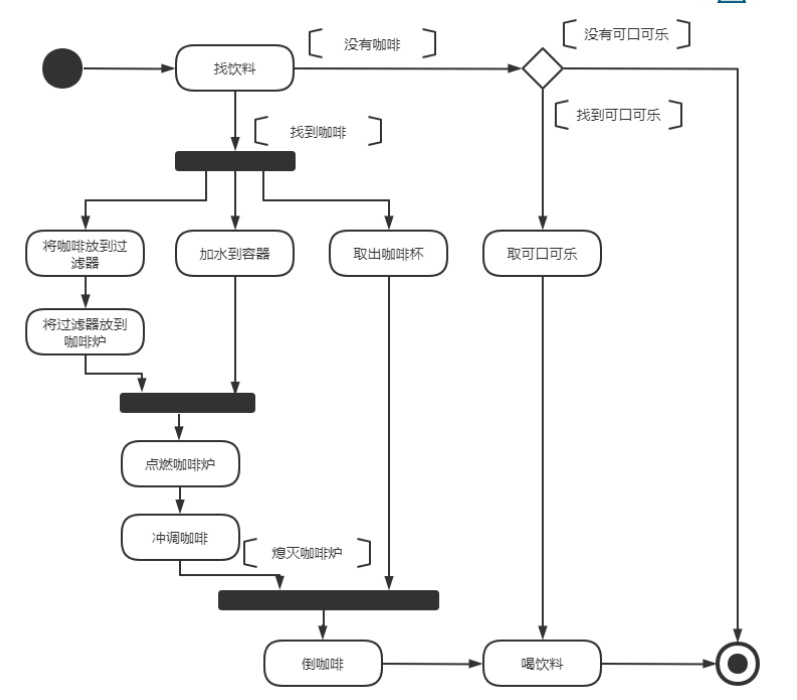 没有可口可乐
没有咖啡
找饮料
找到可口可乐
找到咖啡
将咖啡放到过
滤器
加水到容器
取出咖啡杯
取可口可乐
将过滤器放到
咖啡炉
点燃咖啡炉
冲调咖啡
熄灭咖啡炉
倒咖啡
喝饮料